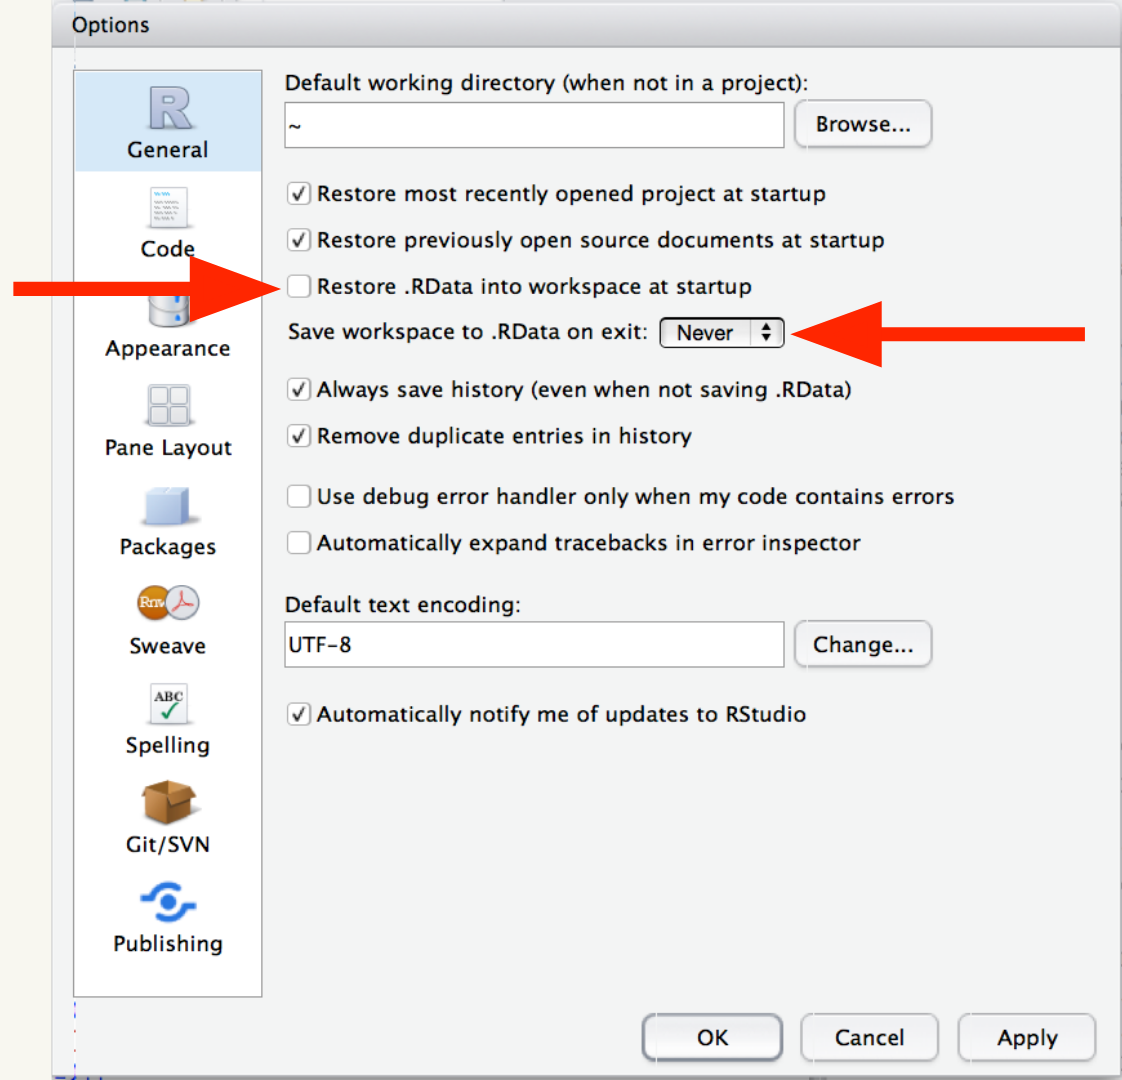 Options
General
Code
Appearance
Pane Layout
Packages
Rnw
Sweave
ABC
Spelling
Git/SVN
Publishing
Default working directory (when not in a project):
~
Browse...
Restore most recently opened project at startup
Restore previously open source documents at startup
Restore .RData into workspace at startup
Save workspace to .RData on exit: Never
Always save history (even when not saving .RData)
Remove duplicate entries in history
Use debug error handler only when my code contains errors
Automatically expand tracebacks in error inspector
Default text encoding:
UTF-8
Change...
Automatically notify me of updates to RStudio
OK
Cancel
Apply